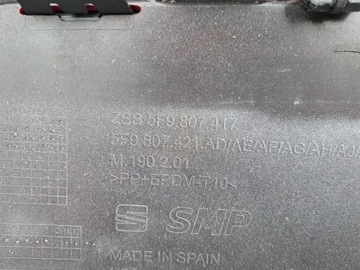 ZSB 5F9.807.417
5F9.807.421.AD/AE/AF/AG/AH/AJ/
M 190 2.01
>PP+EPDM-T10<
SMP
MADE IN SPAIN